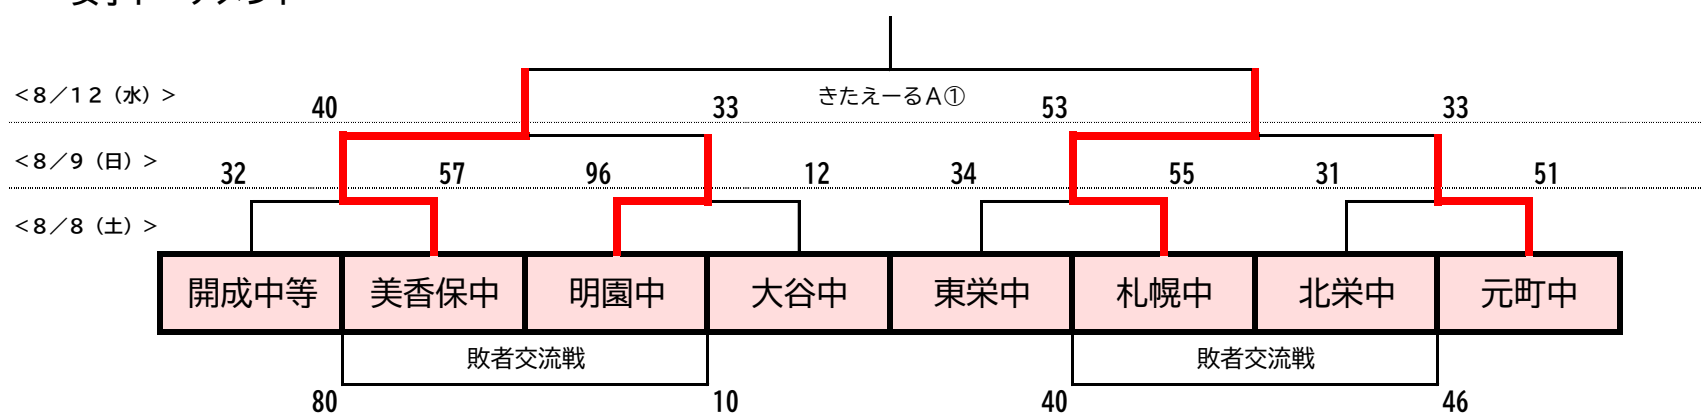 <8／12（水）>
40
33
きたえーるA①
53
33
<8／9（日）>
32
57
96
12
34
55
31
51
<8／8（土）>
開成中等
美香保中
明園中
大谷中
東栄中
札幌中
北栄中
元町中
敗者交流戦
敗者交流戦
80
10
40
46